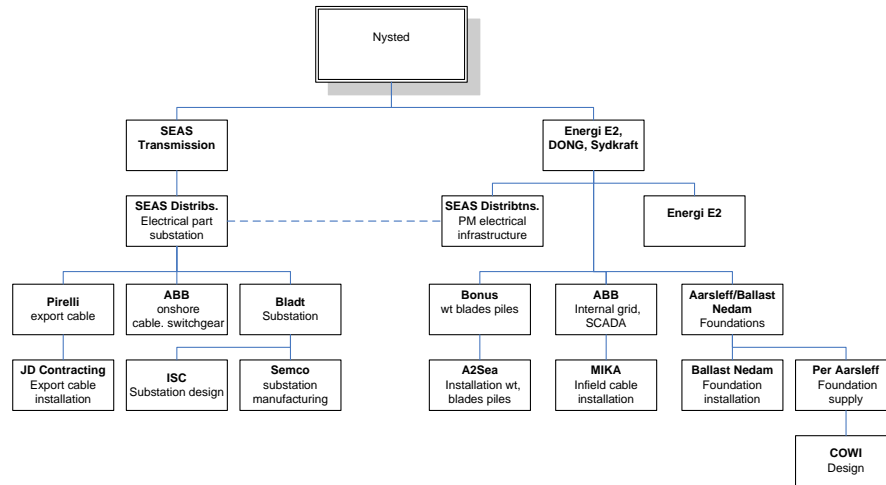 Nysted
SEAS
Transmission
Energi E2,
DONG, Sydkraft
SEAS Distribs.
Electrical part
substation
SEAS Distribtns.
PM electrical
infrastructure
Energi E2
Pirelli
export cable
ABB
onshore
cable. switchgear
Bladt
Substation
Bonus
wt blades piles
ABB
Internal grid,
SCADA
Aarsleff/Ballast
Nedam
Foundations
JD Contracting
Export cable
installation
ISC
Substation design
Semco
substation
manufacturing
A2Sea
Installation wt,
blades piles
MIKA
Infield cable
installation
Ballast Nedam
Foundation
installation
Per Aarsleff
Foundation
supply
COWI
Design